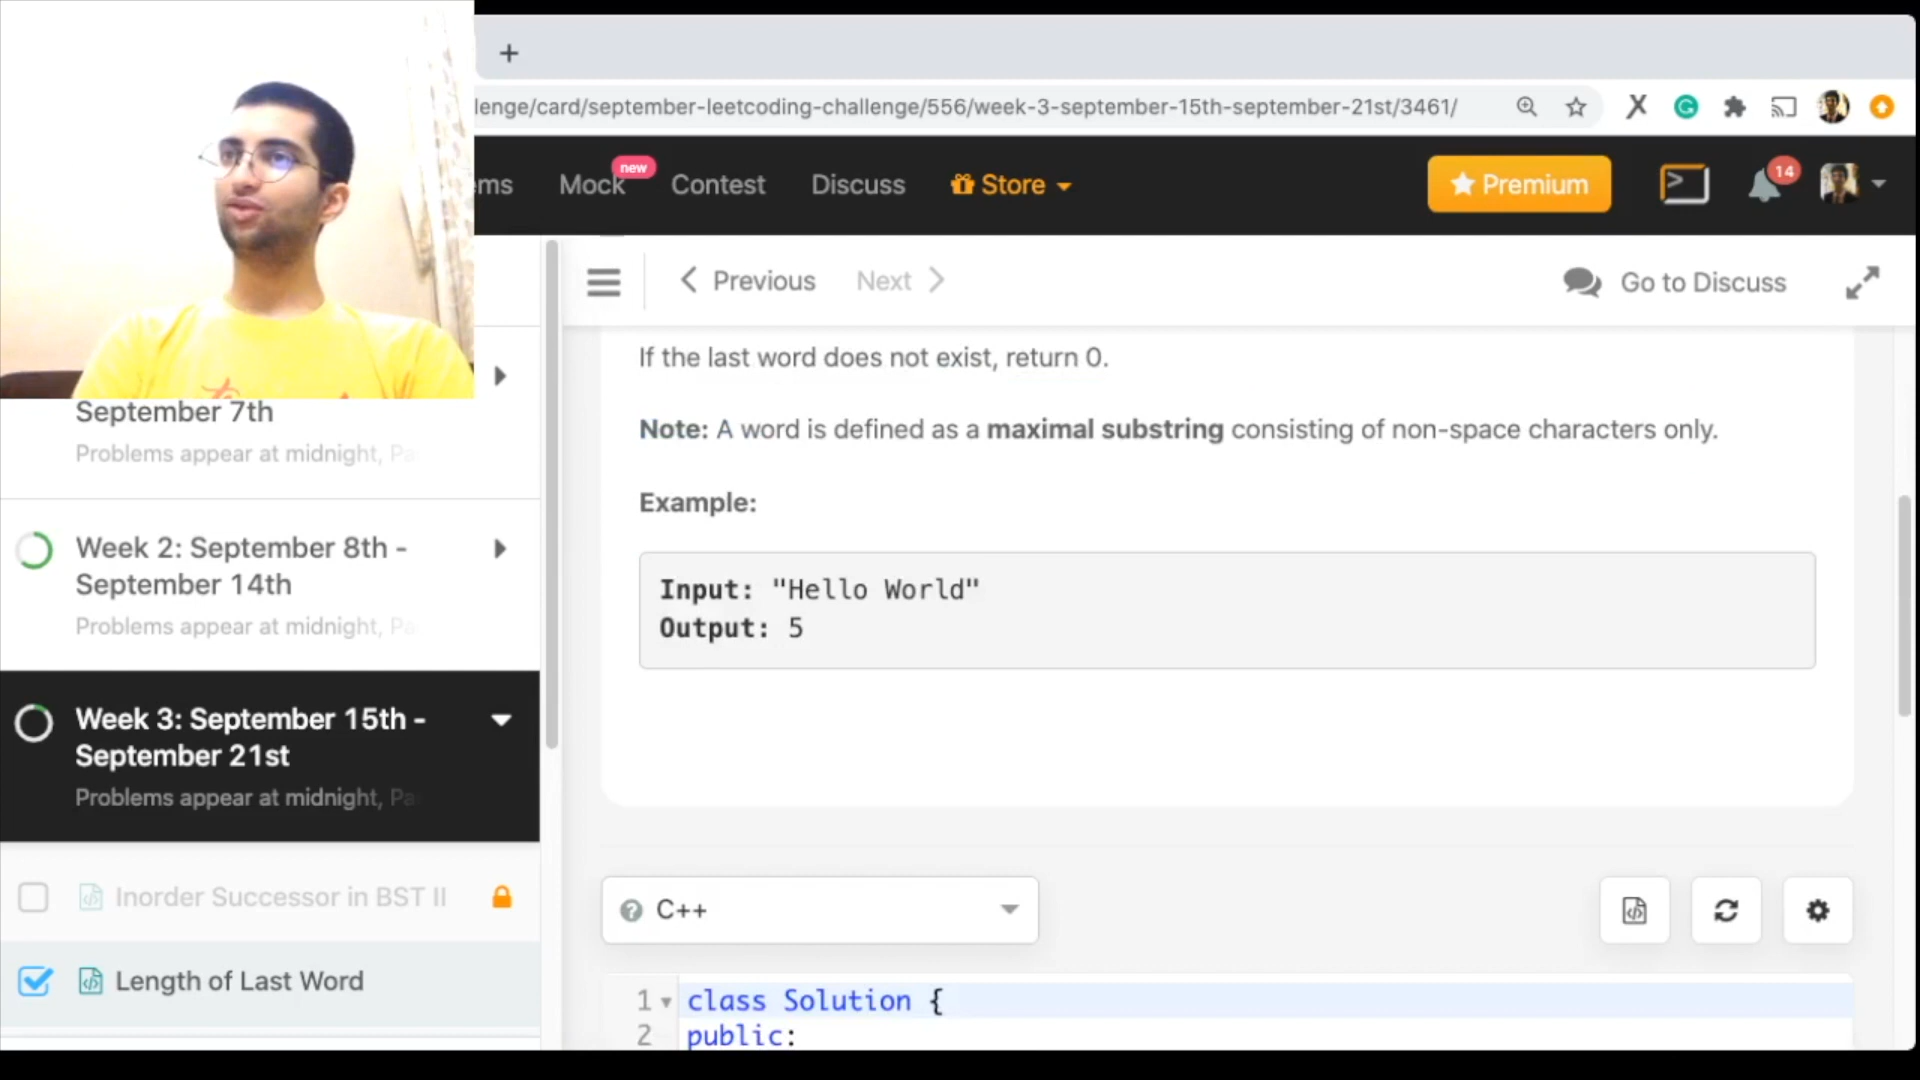 +
lenge/card/september-leetcoding-challenge/556/week-3-september-15th-september-21st/3461/
ms Mock new Contest Discuss Store Premium 14
Previous Next Go to Discuss
If the last word does not exist, return 0.
Note: A word is defined as a maximal substring consisting of non-space characters only.
Example:
Input: "Hello World"
Output: 5
C++
1 class Solution {
2 public:
September 7th
Problems appear at midnight, Pa
Week 2: September 8th -
September 14th
Problems appear at midnight, Pa
Week 3: September 15th -
September 21st
Problems appear at midnight, Pa
Inorder Successor in BST II
Length of Last Word